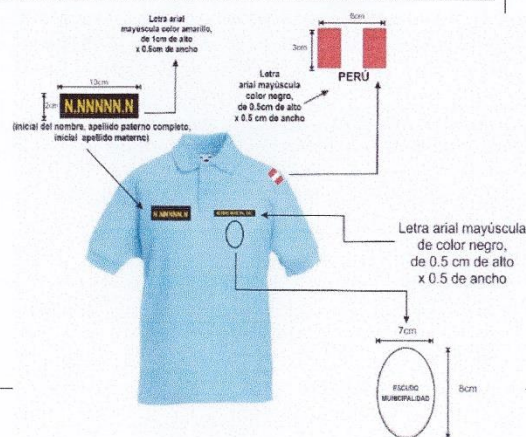 Letra arial
mayúscula color amarillo,
de 1cm de alto
x 0.5cm de ancho
5cm
3cm
PERÚ
Letra
arial mayúscula
color negro,
de 0.5cm de alto
x 0.5 cm de ancho
10cm
2cm
N.NNNNN.N
(inicial del nombre, apellido paterno completo,
inicial apellido materno)
N.NNNNN.N
Letra arial mayúscula
de color negro,
de 0.5 cm de alto
x 0.5 de ancho
7cm
ESCUDO
MUNICIPALIDAD
8cm